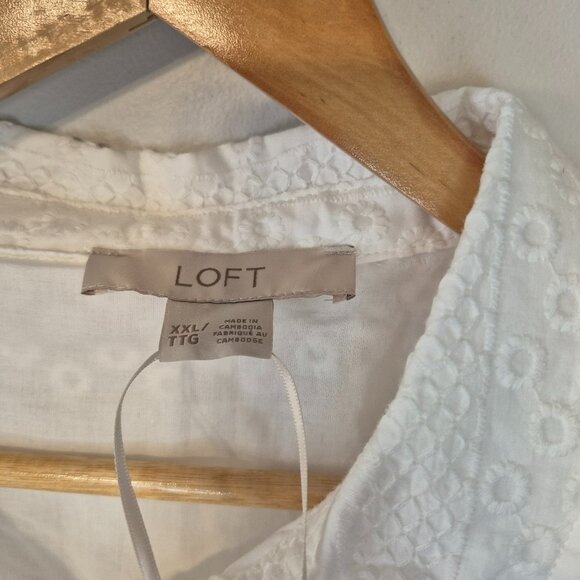 LOFT
XXL/
TTG
MADE IN
CAMBODIA
FABRIQUÉ AU
CAMBODGE